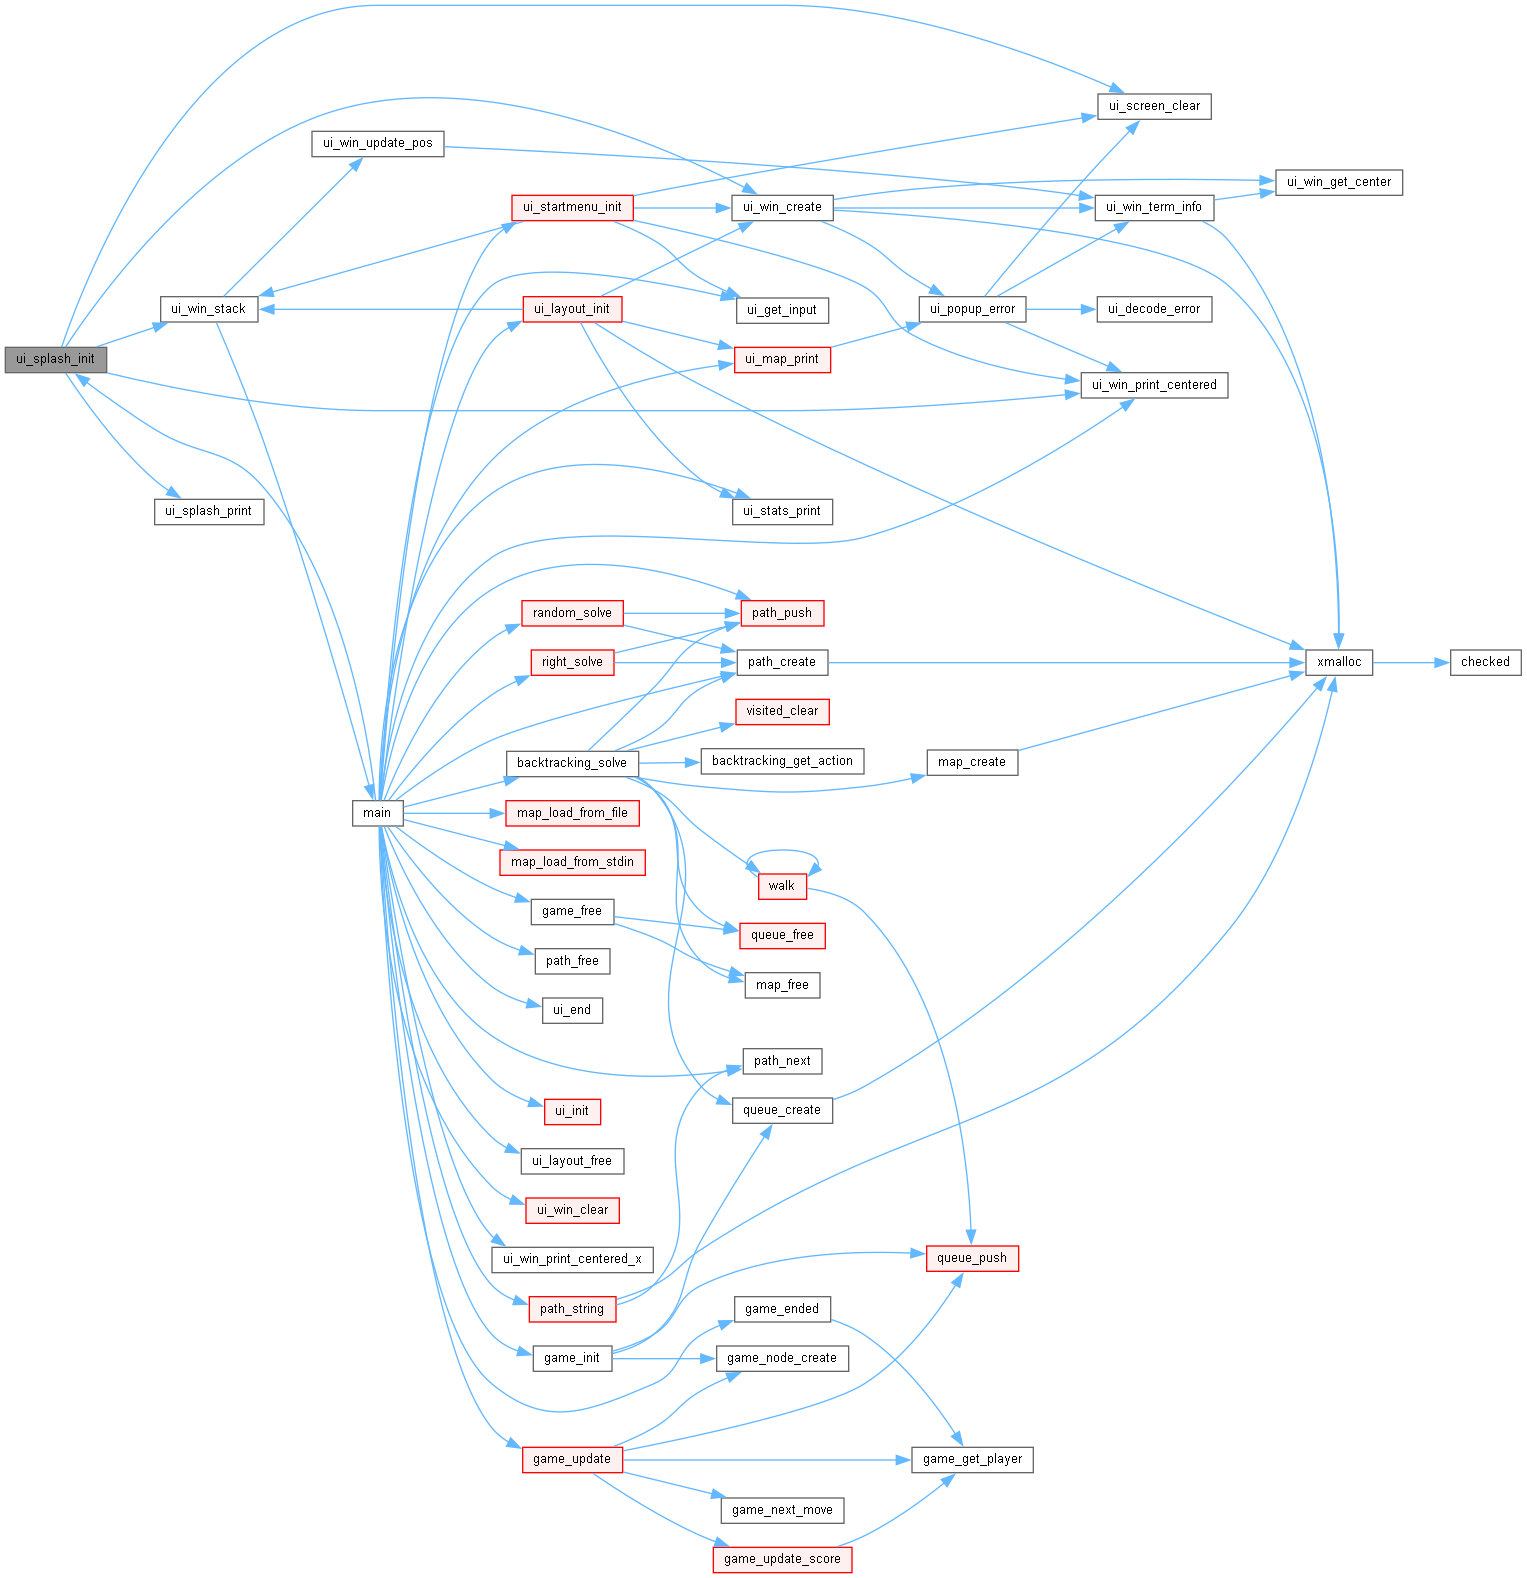 ui_screen_clear
ui_win_update_pos
ui_win_get_center
ui_startmenu_init
ui_win_create
ui_win_term_info
ui_win_stack
ui_layout_init
ui_get_input
ui_popup_error
ui_decode_error
ui_splash_init
ui_map_print
ui_win_print_centered
ui_splash_print
ui_stats_print
random_solve
path_push
right_solve
path_create
xmalloc
checked
visited_clear
backtracking_solve
backtracking_get_action
map_create
main
map_load_from_file
map_load_from_stdin
walk
game_free
queue_free
path_free
map_free
ui_end
path_next
ui_init
queue_create
ui_layout_free
ui_win_clear
ui_win_print_centered_x
queue_push
path_string
game_ended
game_init
game_node_create
game_update
game_get_player
game_next_move
game_update_score